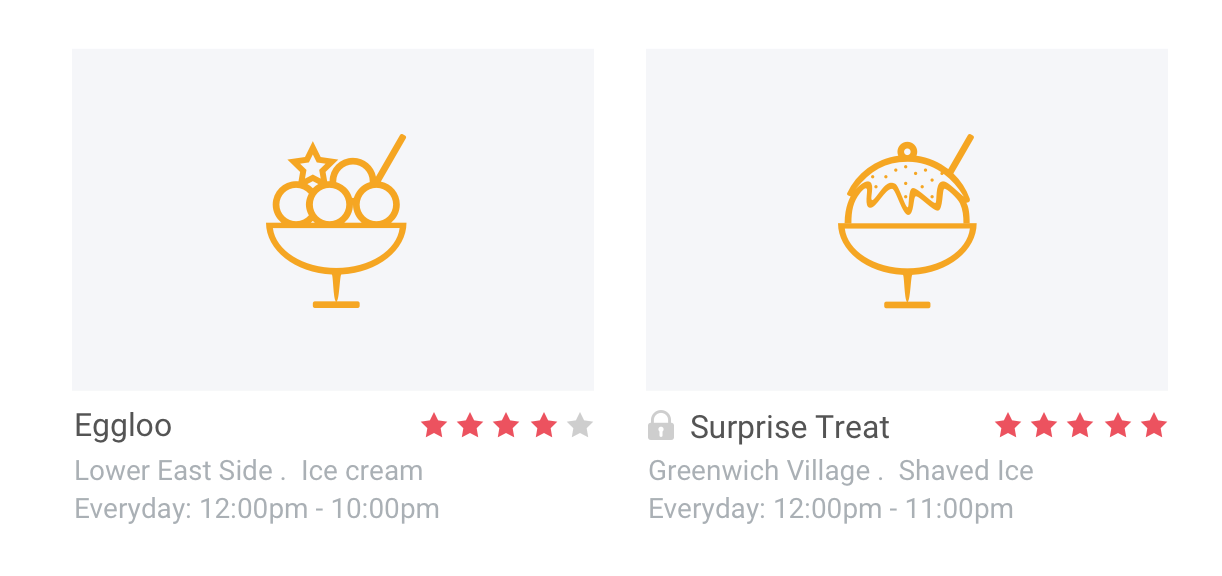 Eggloo
Lower East Side . Ice cream
Everyday: 12:00pm - 10:00pm
Surprise Treat
Greenwich Village . Shaved Ice
Everyday: 12:00pm - 11:00pm